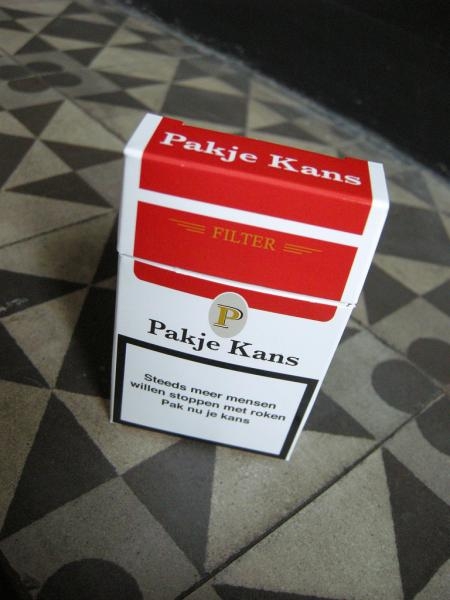 Pakje Kans
FILTER
P
Pakje Kans
Steeds meer mensen
willen stoppen met roken
Pak nu je kans